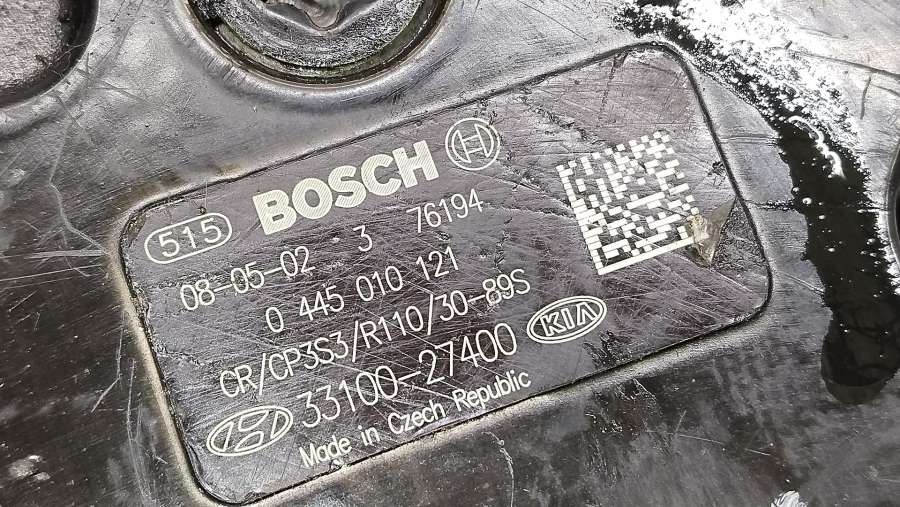 515 BOSCH
08-05-02 3 76194
0 445 010 121
CR/CP3S3/R110/30-89S
33100-27400 KIA
Made in Czech Republic